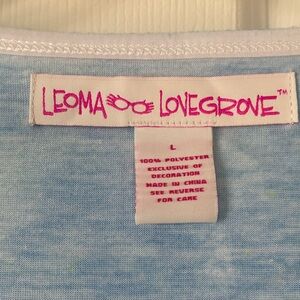 LEOMA LOVEGROVE™
L
100% POLYESTER
EXCLUSIVE OF
DECORATION
MADE IN CHINA
SEE REVERSE
FOR CARE